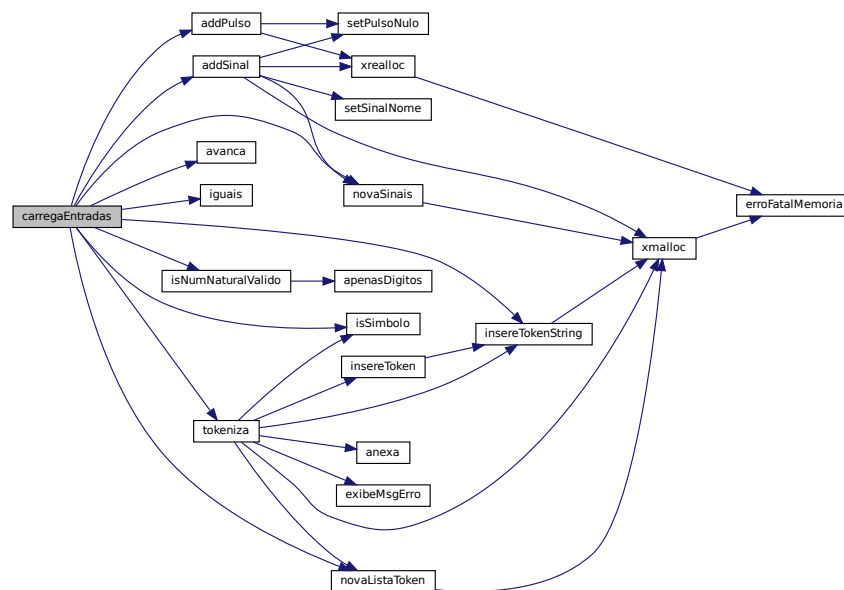 addPulso
setPulsoNulo
addSinal
xrealloc
setSinalNome
avanca
iguais
novaSinais
erroFatalMemoria
carregaEntradas
xmalloc
isNumNaturalValido
apenasDigitos
isSimbolo
insereTokenString
insereToken
tokeniza
anexa
exibeMsgErro
novaListaToken